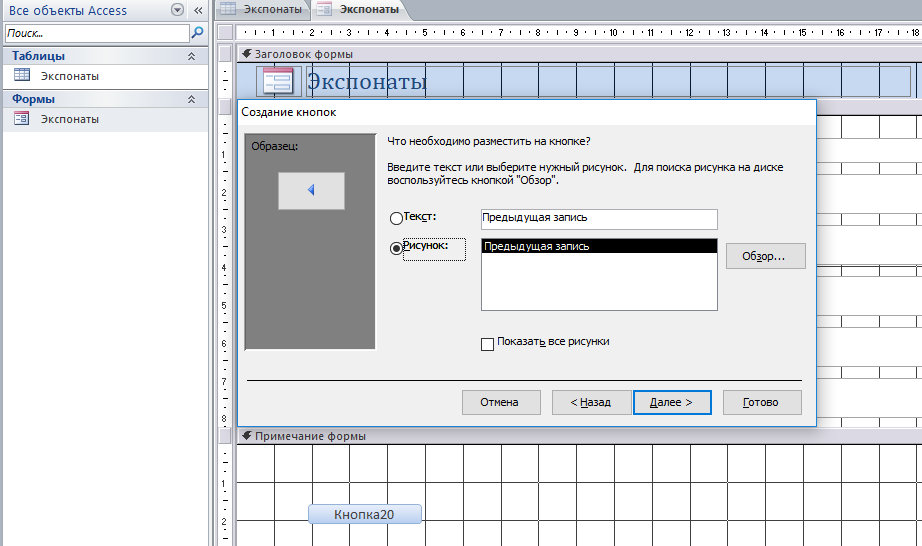 Все объекты Access
Поиск...
Таблицы
Экспонаты
Формы
Экспонаты
Экспонаты
Экспонаты
1 2 3 4 5 6 7 8 9 10 11 12 13 14 15 16 17 18
Заголовок формы
Экспонаты
Создание кнопок
Образец:
Что необходимо разместить на кнопке?
Введите текст или выберите нужный рисунок. Для поиска рисунка на диске
воспользуйтесь кнопкой "Обзор".
Текст:
Предыдущая запись
Рисунок:
Предыдущая запись
Обзор...
Показать все рисунки
Отмена
< Назад
Далее >
Готово
1
2
3
4
5
6
7
8
Примечание формы
1
2
Кнопка20